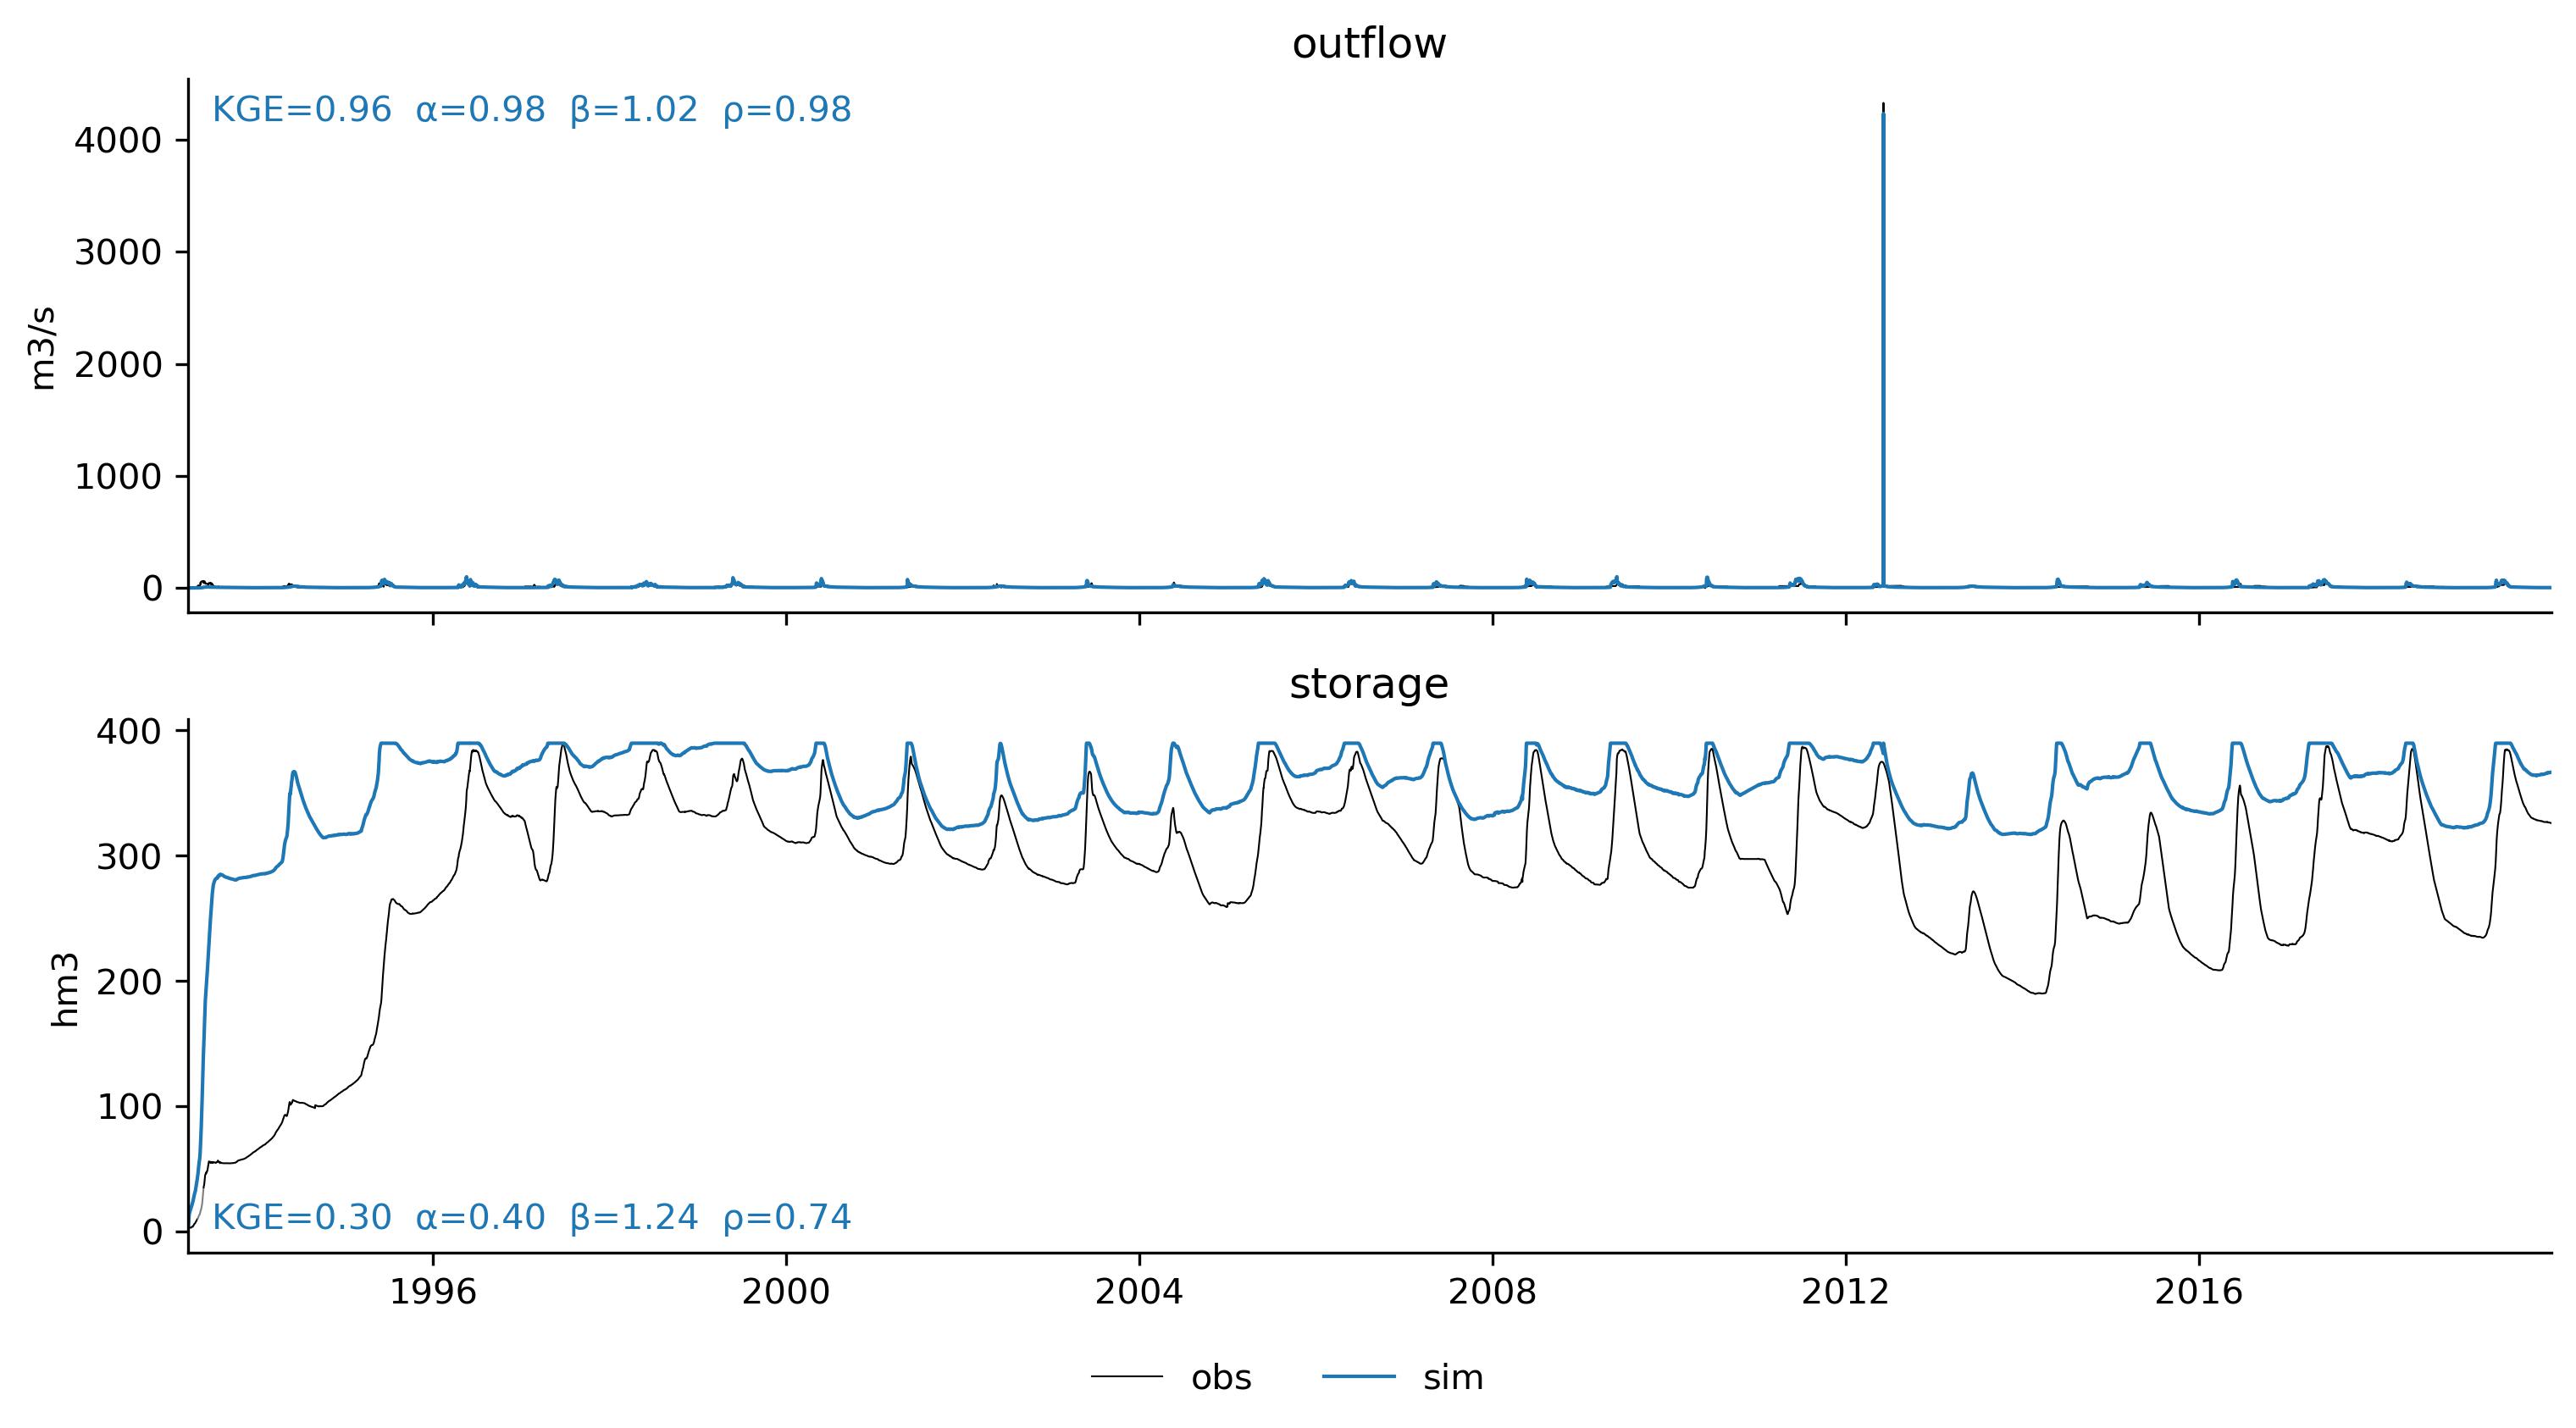 outflow
KGE=0.96 α=0.98 β=1.02 ρ=0.98
4000
3000
2000
1000
0
m3/s
storage
400
300
200
100
0
hm3
KGE=0.30 α=0.40 β=1.24 ρ=0.74
1996 2000 2004 2008 2012 2016
obs sim